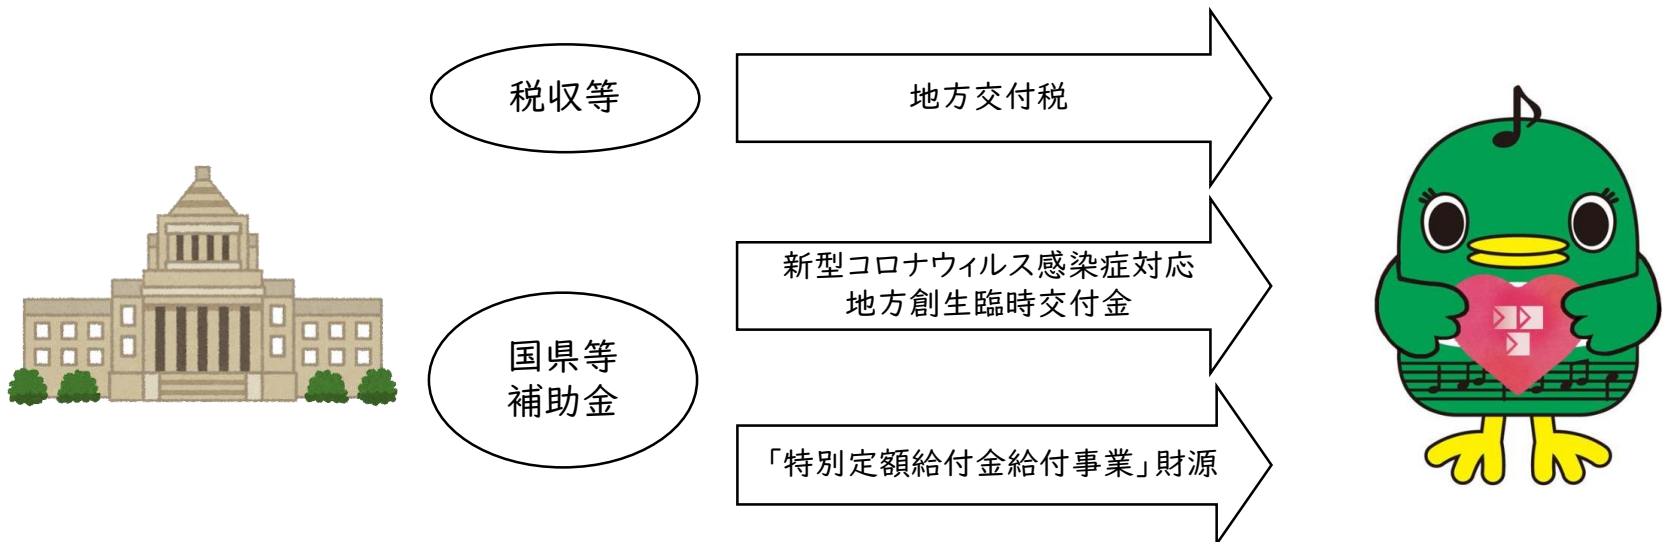 税収等
地方交付税
新型コロナウィルス感染症対応
地方創生臨時交付金
国県等
補助金
「特別定額給付金給付事業」財源